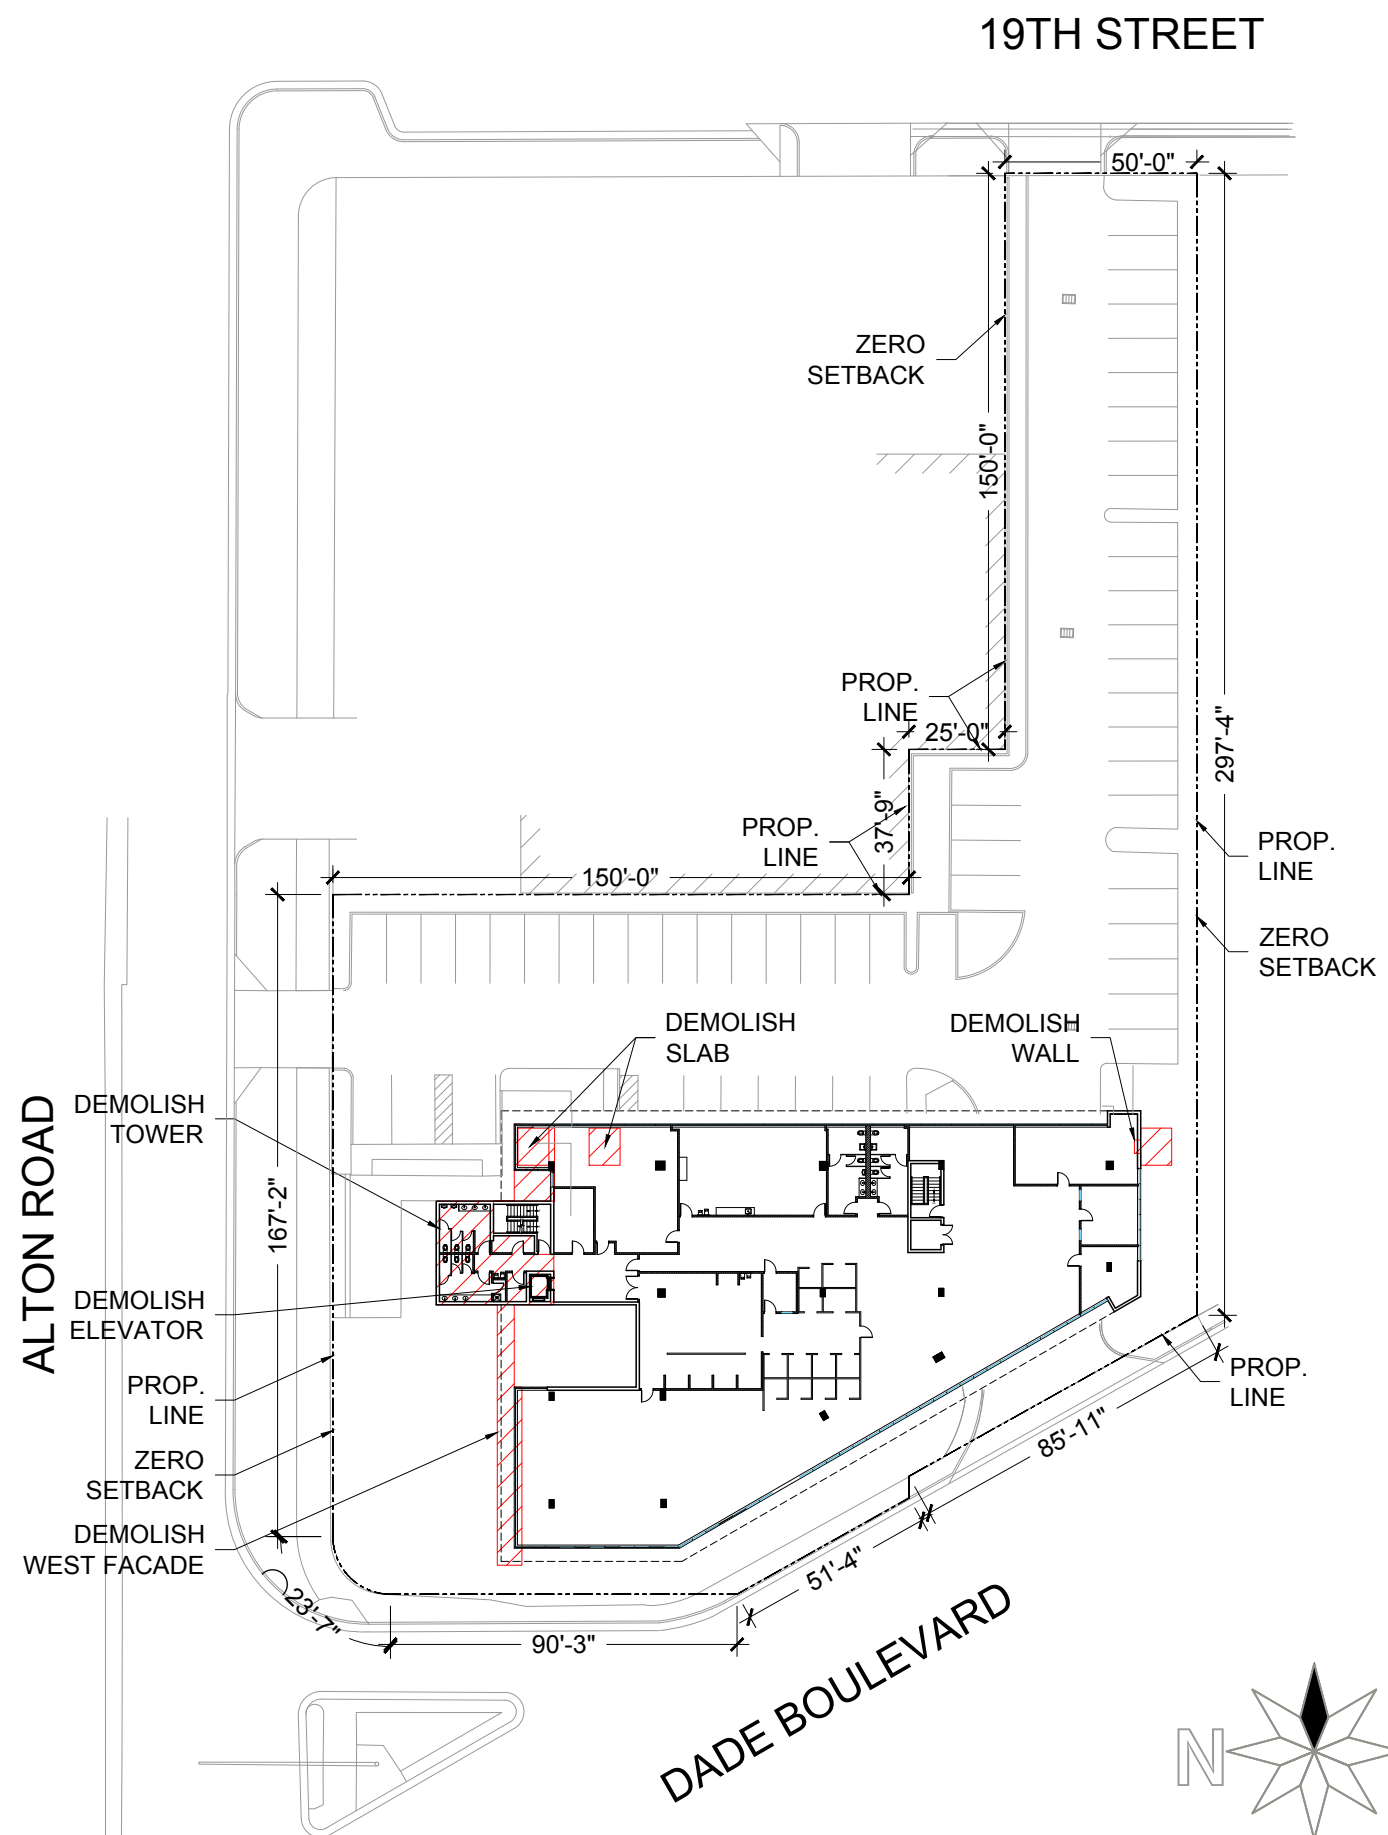 19TH STREET
50'-0"
ZERO
SETBACK
150'-0"
PROP.
LINE
25'-0"
297'-4"
37'-9"
PROP.
LINE
PROP.
LINE
150'-0"
ZERO
SETBACK
DEMOLISH
SLAB
DEMOLISH
WALL
ALTON ROAD
DEMOLISH
TOWER
167'-2"
DEMOLISH
ELEVATOR
PROP.
LINE
PROP.
LINE
85'-11"
ZERO
SETBACK
DEMOLISH
WEST FACADE
51'-4"
23'-7"
90'-3"
DADE BOULEVARD
N